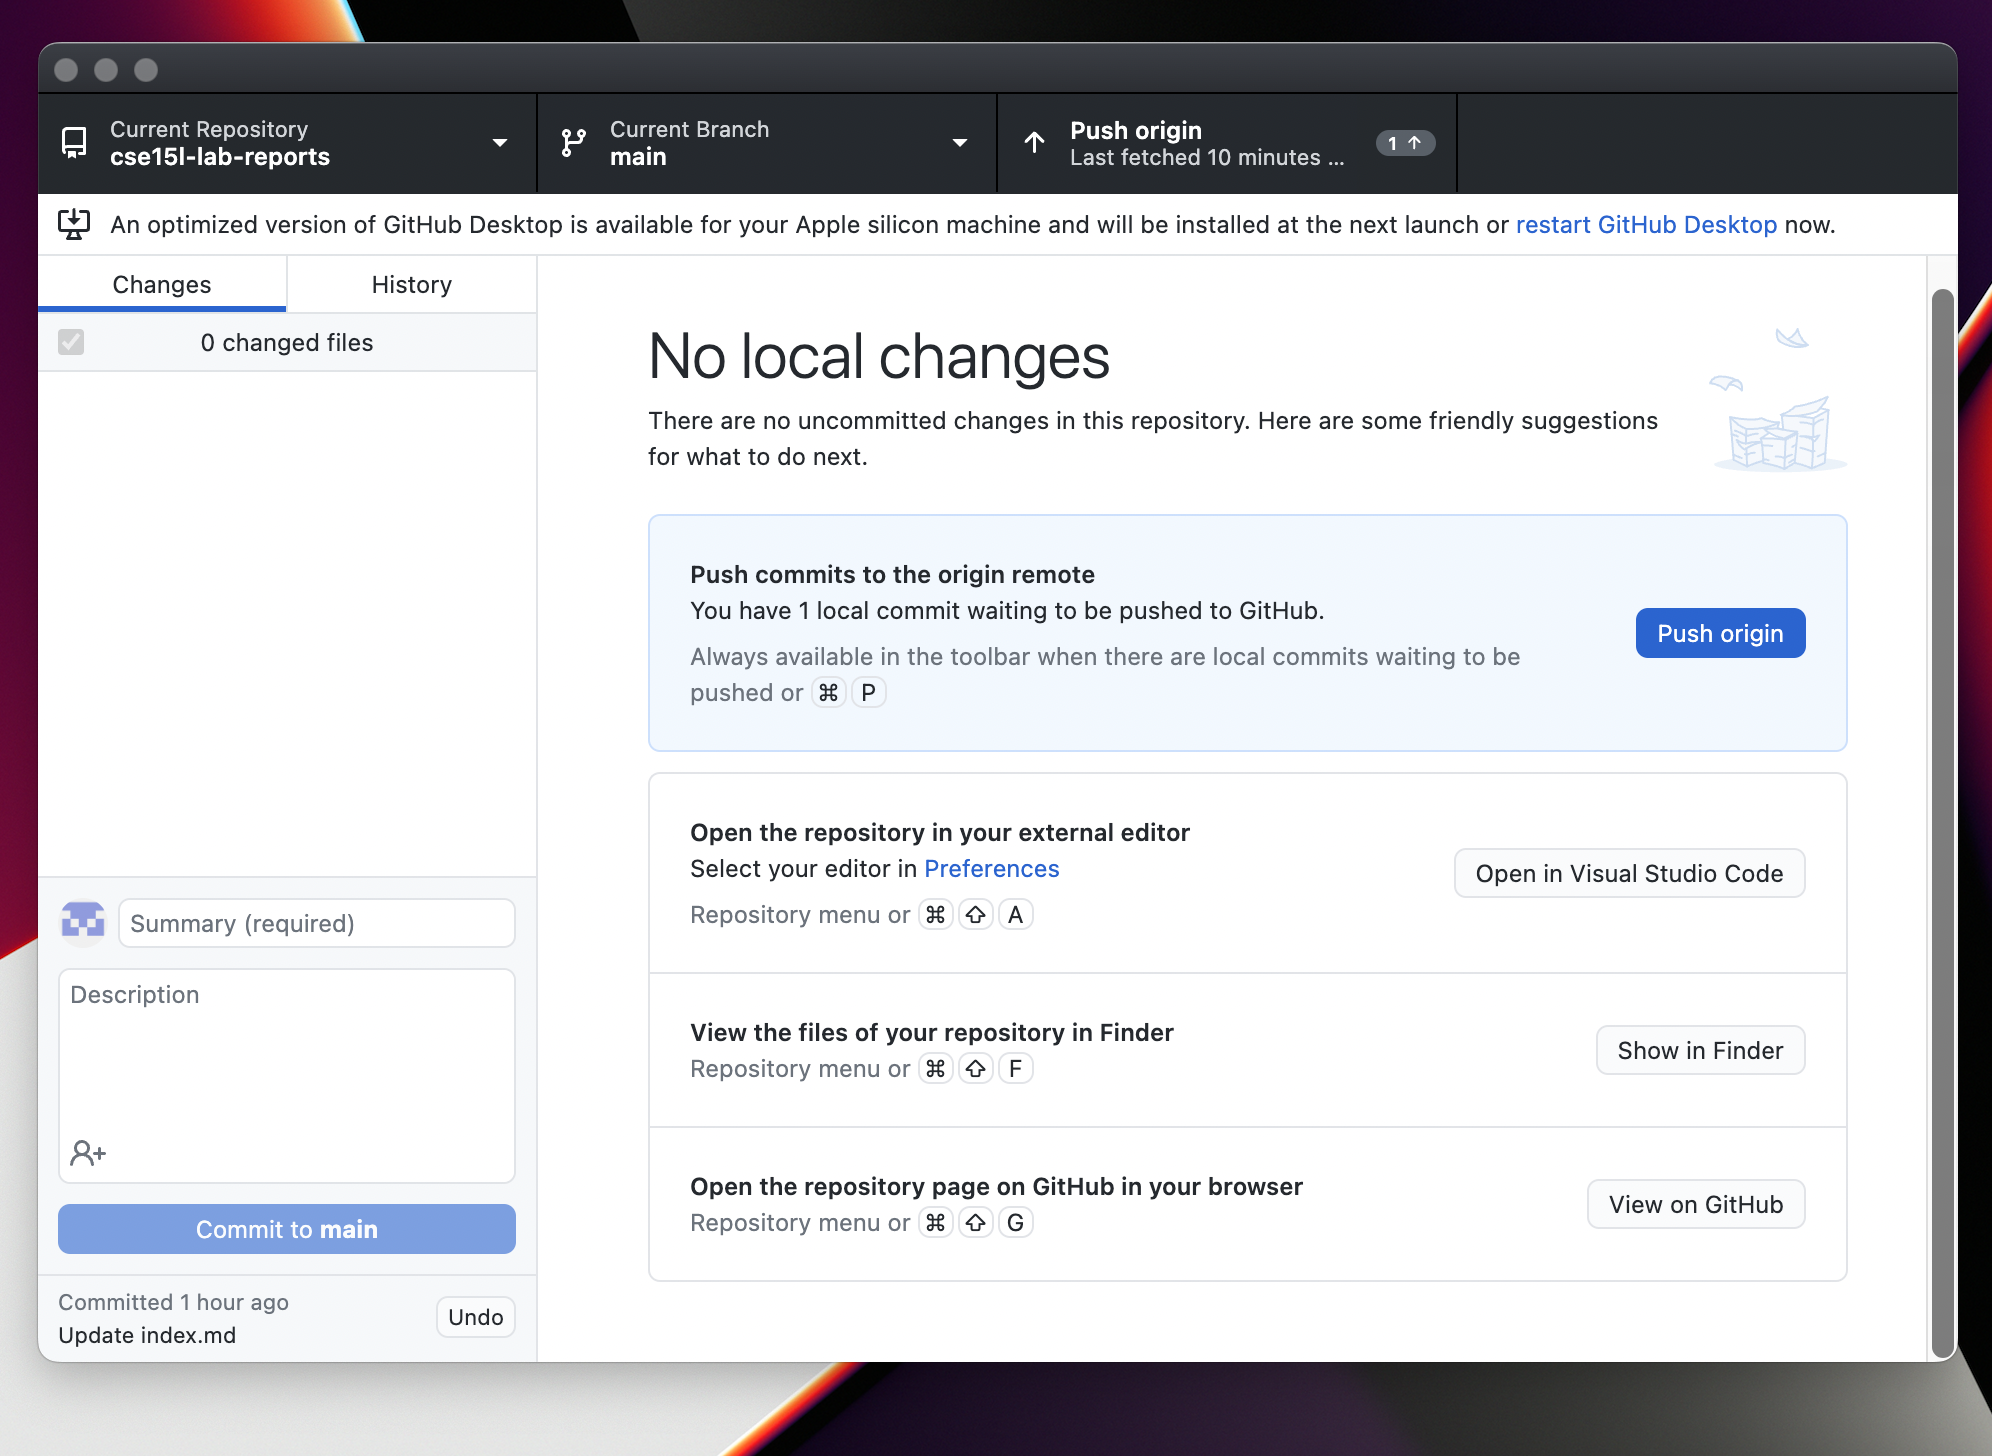 Current Repository
cse15l-lab-reports
Current Branch
main
Push origin
Last fetched 10 minutes ...
1 ↑
An optimized version of GitHub Desktop is available for your Apple silicon machine and will be installed at the next launch or restart GitHub Desktop now.
Changes
History
0 changed files
No local changes
There are no uncommitted changes in this repository. Here are some friendly suggestions
for what to do next.
Push commits to the origin remote
You have 1 local commit waiting to be pushed to GitHub.
Always available in the toolbar when there are local commits waiting to be
pushed or ⌘ P
Push origin
Open the repository in your external editor
Select your editor in Preferences
Repository menu or ⌘ ⇧ A
Open in Visual Studio Code
View the files of your repository in Finder
Repository menu or ⌘ ⇧ F
Show in Finder
Open the repository page on GitHub in your browser
Repository menu or ⌘ ⇧ G
View on GitHub
Summary (required)
Description
Commit to main
Committed 1 hour ago
Update index.md
Undo